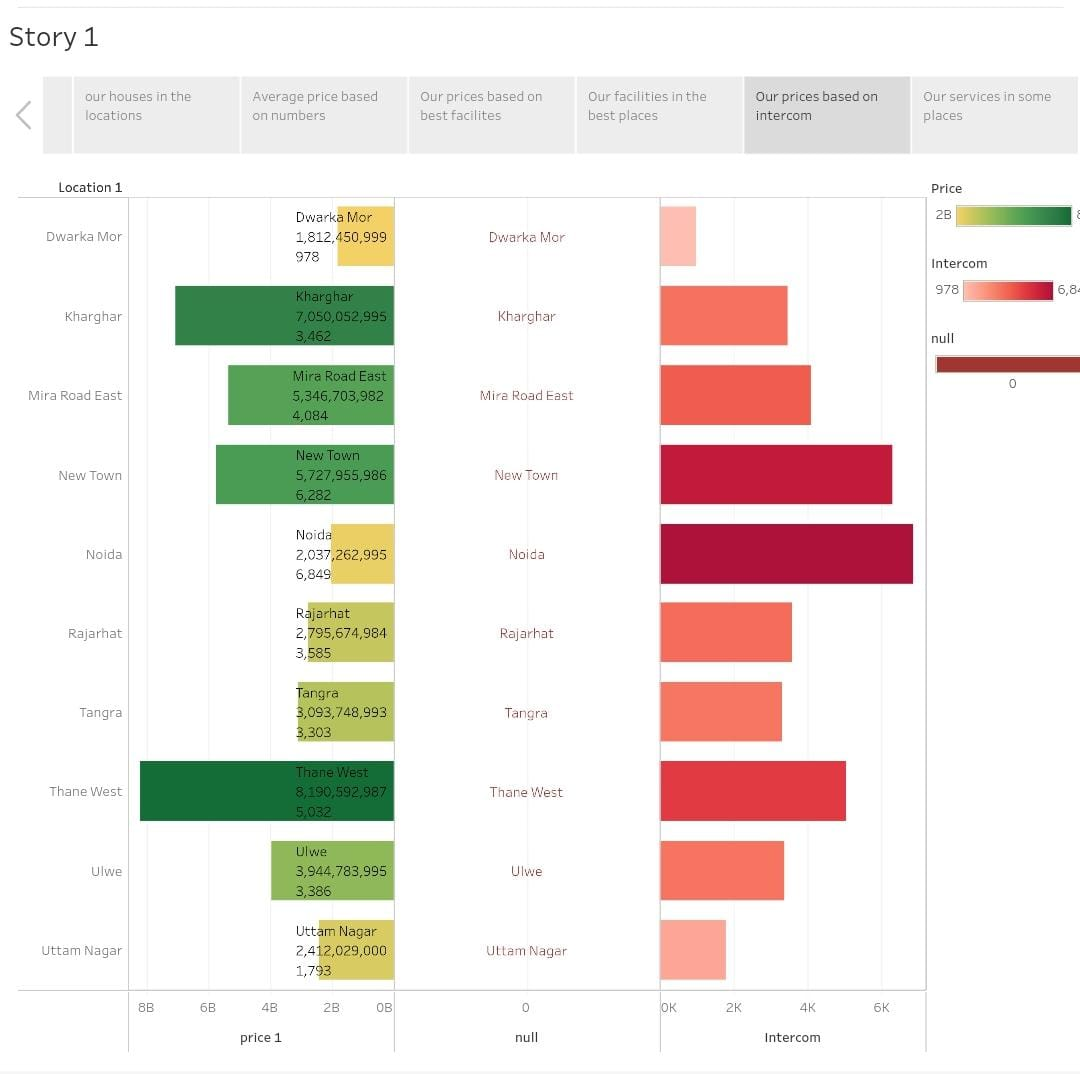 Story 1
our houses in the
locations
Average price based
on numbers
Our prices based on
best facilites
Our facilities in the
best places
Our prices based on
intercom
Our services in some
places
Location 1
Dwarka Mor
Dwarka Mor
1,812,450,999
978
Dwarka Mor
Kharghar
Kharghar
7,050,052,995
3,462
Kharghar
Mira Road East
Mira Road East
5,346,703,982
4,084
Mira Road East
New Town
New Town
5,727,955,986
6,282
New Town
Noida
Noida
2,037,262,995
6,849
Noida
Rajarhat
Rajarhat
2,795,674,984
3,585
Rajarhat
Tangra
Tangra
3,093,748,993
3,303
Tangra
Thane West
Thane West
8,190,592,987
5,032
Thane West
Ulwe
Ulwe
3,944,783,995
3,386
Ulwe
Uttam Nagar
Uttam Nagar
2,412,029,000
1,793
Uttam Nagar
8B 6B 4B 2B 0B 0 0K 2K 4K 6K
price 1 null Intercom
Price
2B
Intercom
978 6,84
null
0